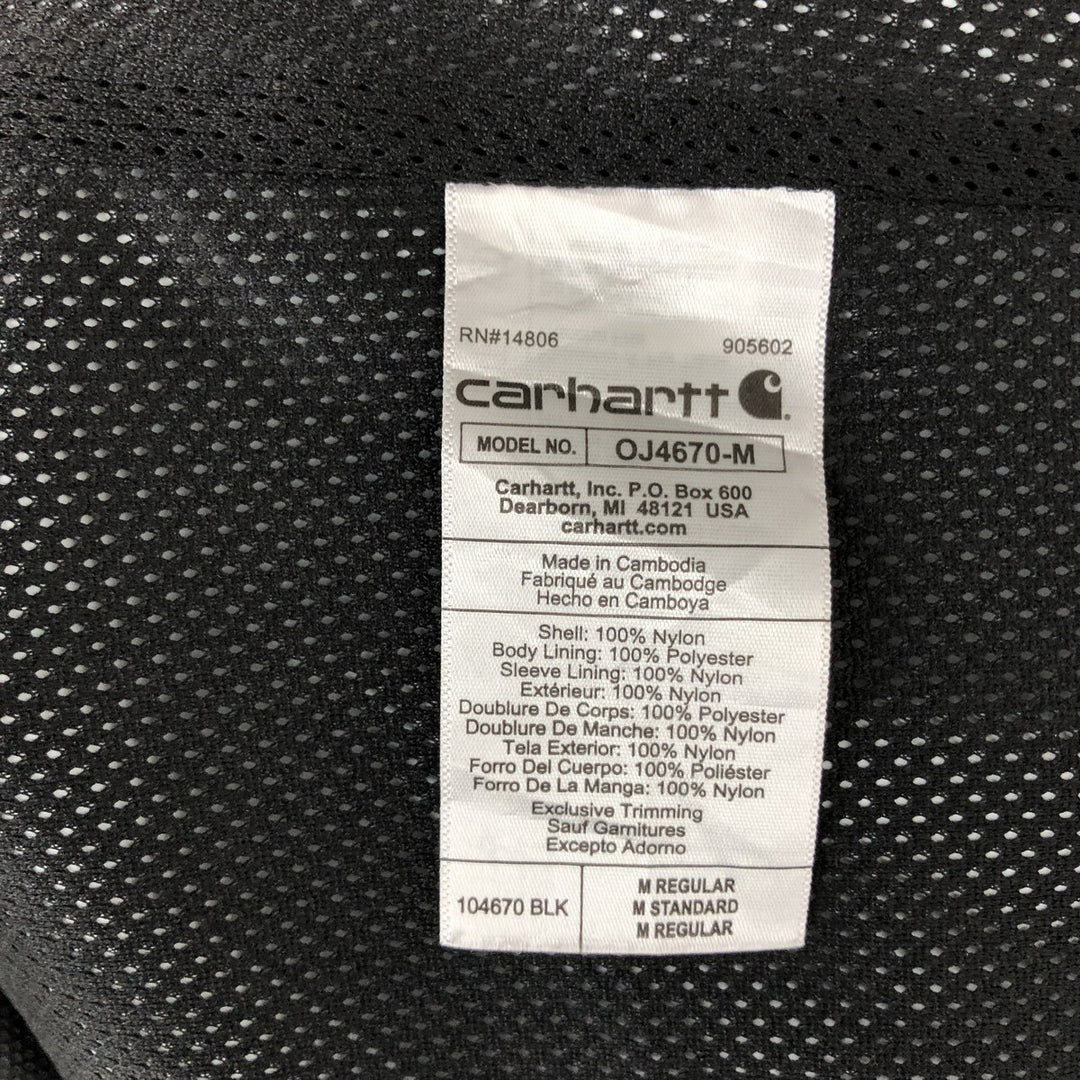 RN#14806 905602
carhartt
MODEL NO. OJ4670-M
Carhartt, Inc. P.O. Box 600
Dearborn, MI 48121 USA
carhartt.com
Made in Cambodia
Fabriqué au Cambodge
Hecho en Camboya
Shell: 100% Nylon
Body Lining: 100% Polyester
Sleeve Lining: 100% Nylon
Extérieur: 100% Nylon
Doublure De Corps: 100% Polyester
Doublure De Manche: 100% Nylon
Tela Exterior: 100% Nylon
Forro Del Cuerpo: 100% Poliéster
Forro De La Manga: 100% Nylon
Exclusive Trimming
Sauf Garnitures
Excepto Adorno
104670 BLK
M REGULAR
M STANDARD
M REGULAR